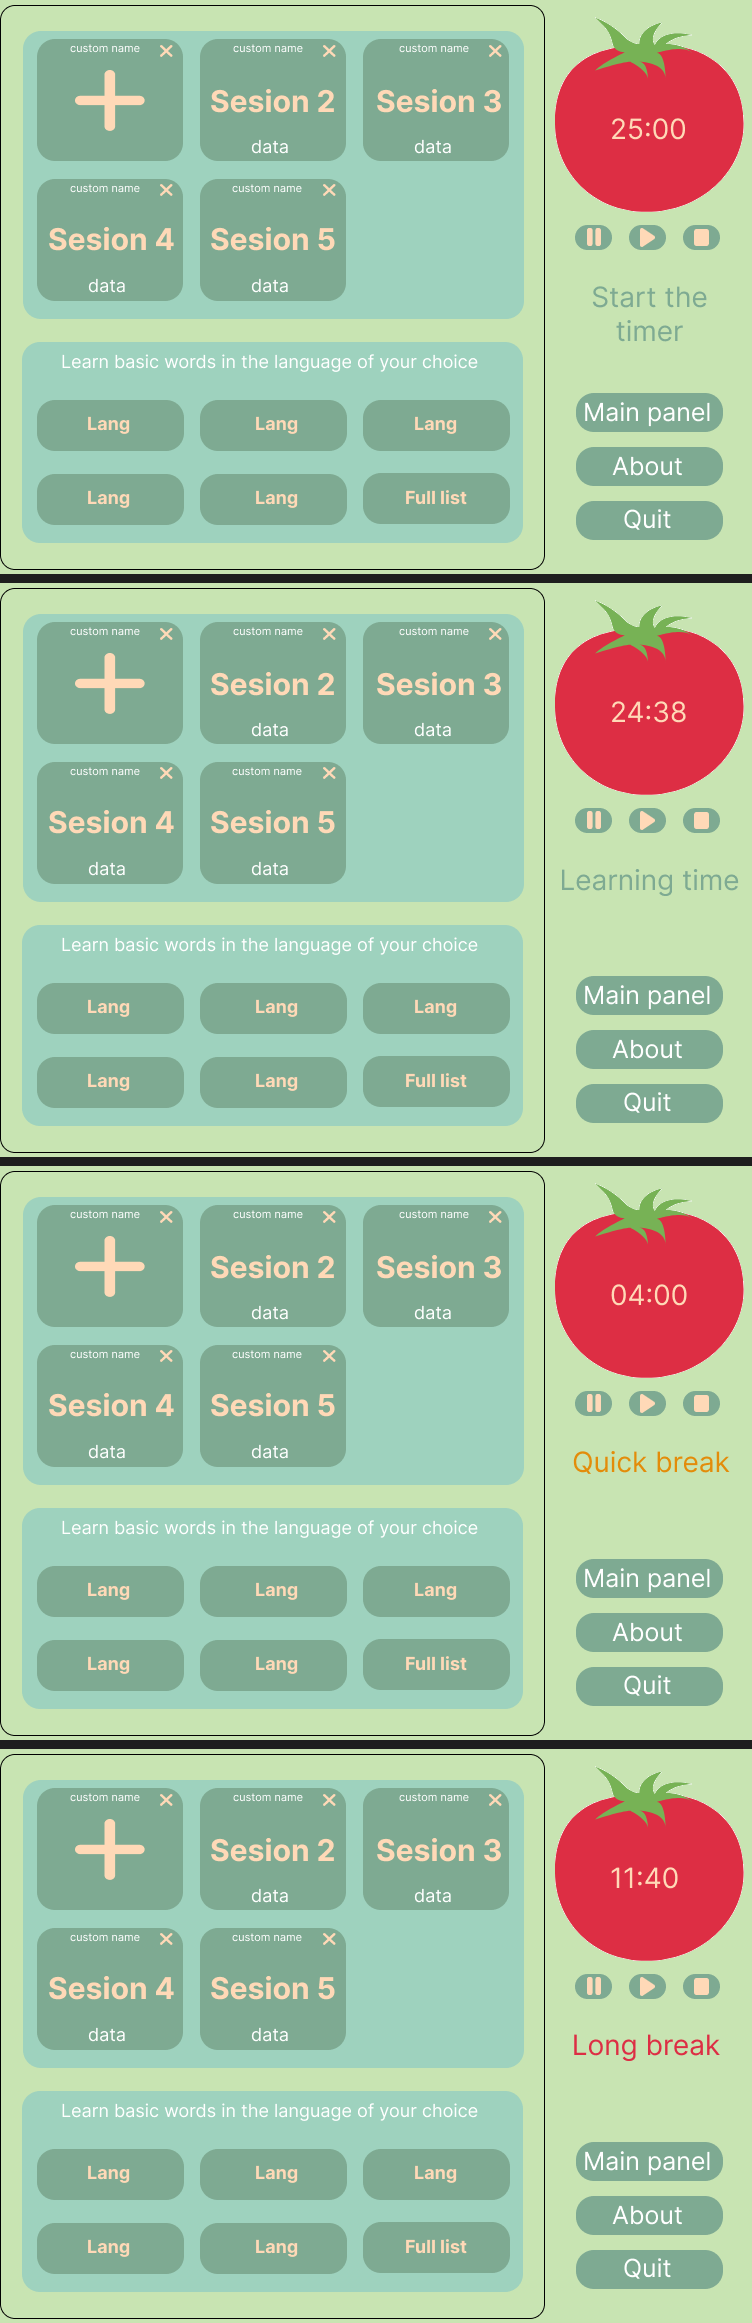 custom name
custom name
custom name
Sesion 2
Sesion 3
data
data
custom name
custom name
Sesion 4
Sesion 5
data
data
Learn basic words in the language of your choice
Lang
Lang
Lang
Lang
Lang
Full list
25:00
Start the
timer
Main panel
About
Quit
custom name
custom name
custom name
Sesion 2
Sesion 3
data
data
custom name
custom name
Sesion 4
Sesion 5
data
data
Learn basic words in the language of your choice
Lang
Lang
Lang
Lang
Lang
Full list
24:38
Learning time
Main panel
About
Quit
custom name
custom name
custom name
Sesion 2
Sesion 3
data
data
custom name
custom name
Sesion 4
Sesion 5
data
data
Learn basic words in the language of your choice
Lang
Lang
Lang
Lang
Lang
Full list
04:00
Quick break
Main panel
About
Quit
custom name
custom name
custom name
Sesion 2
Sesion 3
data
data
custom name
custom name
Sesion 4
Sesion 5
data
data
Learn basic words in the language of your choice
Lang
Lang
Lang
Lang
Lang
Full list
11:40
Long break
Main panel
About
Quit